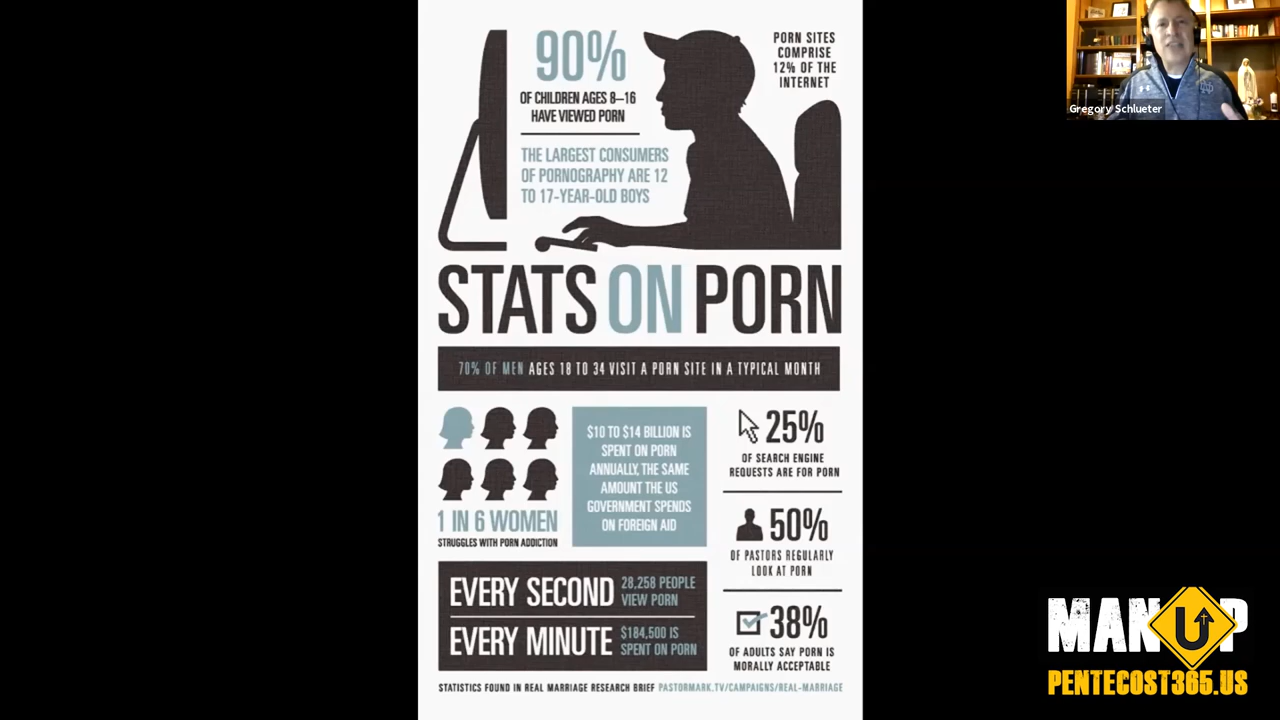 90%
OF CHILDREN AGES 8–16
HAVE VIEWED PORN
THE LARGEST CONSUMERS
OF PORNOGRAPHY ARE 12
TO 17-YEAR-OLD BOYS
PORN SITES
COMPRISE
12% OF THE
INTERNET
STATS ON PORN
70% OF MEN AGES 18 TO 34 VISIT A PORN SITE IN A TYPICAL MONTH
1 IN 6 WOMEN
STRUGGLES WITH PORN ADDICTION
$10 TO $14 BILLION IS
SPENT ON PORN
ANNUALLY, THE SAME
AMOUNT THE US
GOVERNMENT SPENDS
ON FOREIGN AID
25%
OF SEARCH ENGINE
REQUESTS ARE FOR PORN
50%
OF PASTORS REGULARLY
LOOK AT PORN
38%
OF ADULTS SAY PORN IS
MORALLY ACCEPTABLE
EVERY SECOND 28,258 PEOPLE
VIEW PORN
EVERY MINUTE $184,500 IS
SPENT ON PORN
STATISTICS FOUND IN REAL MARRIAGE RESEARCH BRIEF PASTORMARK.TV/CAMPAIGNS/REAL-MARRIAGE
Gregory Schlueter
MAN UP
PENTECOST365.US